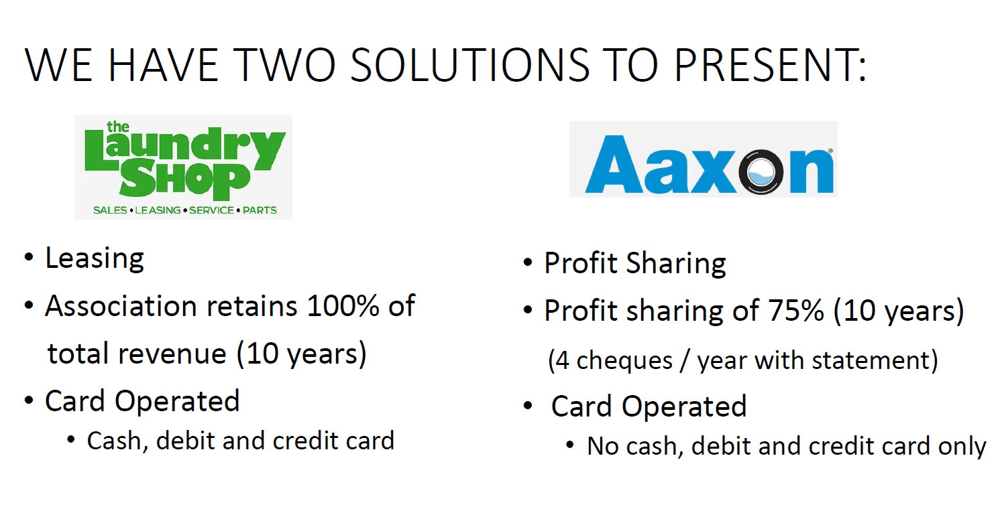 WE HAVE TWO SOLUTIONS TO PRESENT:
the
Laundry
SHOP
SALES • LEASING • SERVICE • PARTS
• Leasing
• Association retains 100% of
total revenue (10 years)
• Card Operated
• Cash, debit and credit card
Aaxon®
• Profit Sharing
• Profit sharing of 75% (10 years)
(4 cheques / year with statement)
• Card Operated
• No cash, debit and credit card only